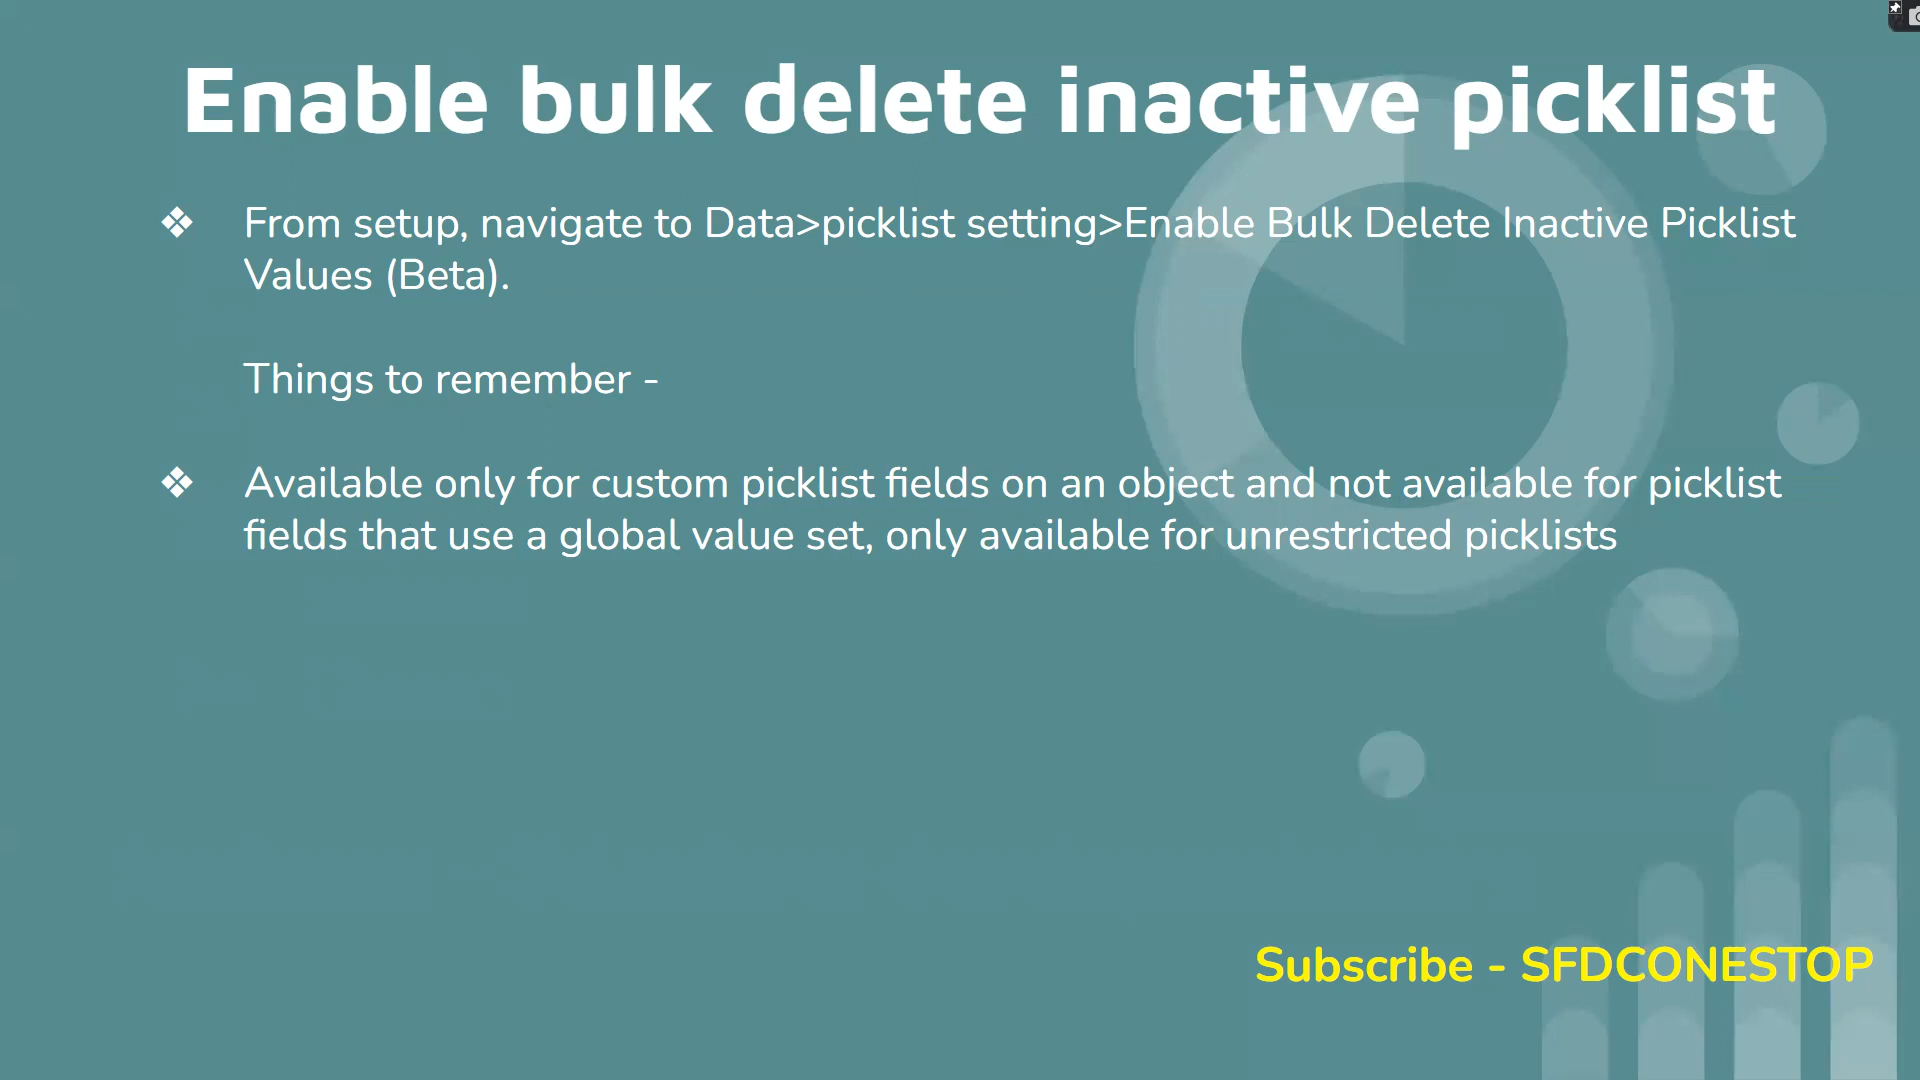 Enable bulk delete inactive picklist
❖ From setup, navigate to Data>picklist setting>Enable Bulk Delete Inactive Picklist
Values (Beta).
Things to remember -
❖ Available only for custom picklist fields on an object and not available for picklist
fields that use a global value set, only available for unrestricted picklists
Subscribe - SFDCONESTOP